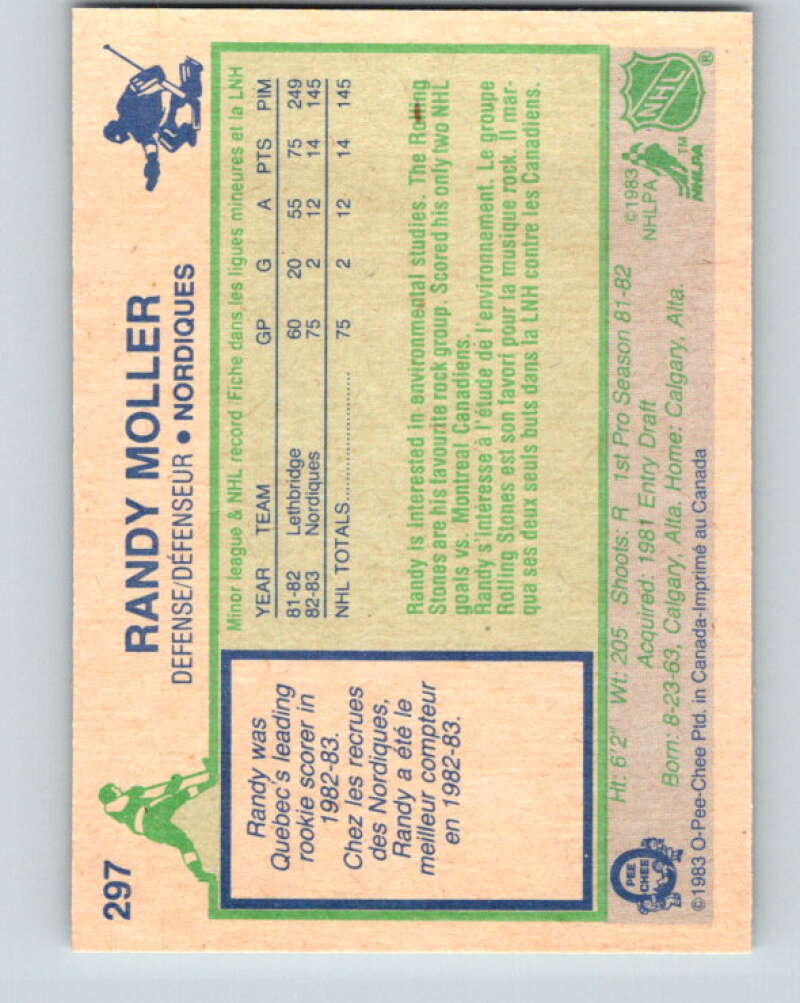 297
RANDY MOLLER
DEFENSE/DÉFENSEUR • NORDIQUES
Randy was
Quebec's leading
rookie scorer in
1982-83.
Chez les recrues
des Nordiques,
Randy a été le
meilleur compteur
en 1982-83.
Minor league & NHL record Fiche dans les ligues mineures et la LNH
YEAR TEAM GP G A PTS PIM
81-82 Lethbridge 60 20 55 75 249
82-83 Nordiques 75 2 12 14 145
NHL TOTALS 75 2 12 14 145
Randy is interested in environmental studies. The Rolling
Stones are his favourite rock group. Scored his only two NHL
goals vs. Montreal Canadiens.
Randy s'intéresse à l'étude de l'environnament. Le groupe
Rolling Stones est son favori pour la musique rock. Il mar-
qua ses deux seuls buts dans la LNH contre les Canadiens.
Ht: 6'2" Wt: 205 Shoots: R 1st Pro Season 81-82
Acquired: 1981 Entry Draft
Born: 8-23-63, Calgary, Alta. Home: Calgary, Alta.
©1983 O-Pee-Chee Ptd. in Canada-Imprimé au Canada
O
PEE
CHEE
©1983
NHLPA
NHL ®
NHLPA ™